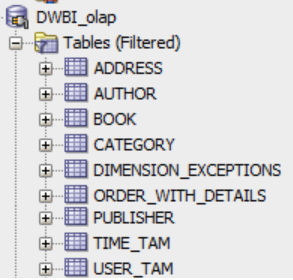 DWBI_olap
Tables (Filtered)
ADDRESS
AUTHOR
BOOK
CATEGORY
DIMENSION_EXCEPTIONS
ORDER_WITH_DETAILS
PUBLISHER
TIME_TAM
USER_TAM